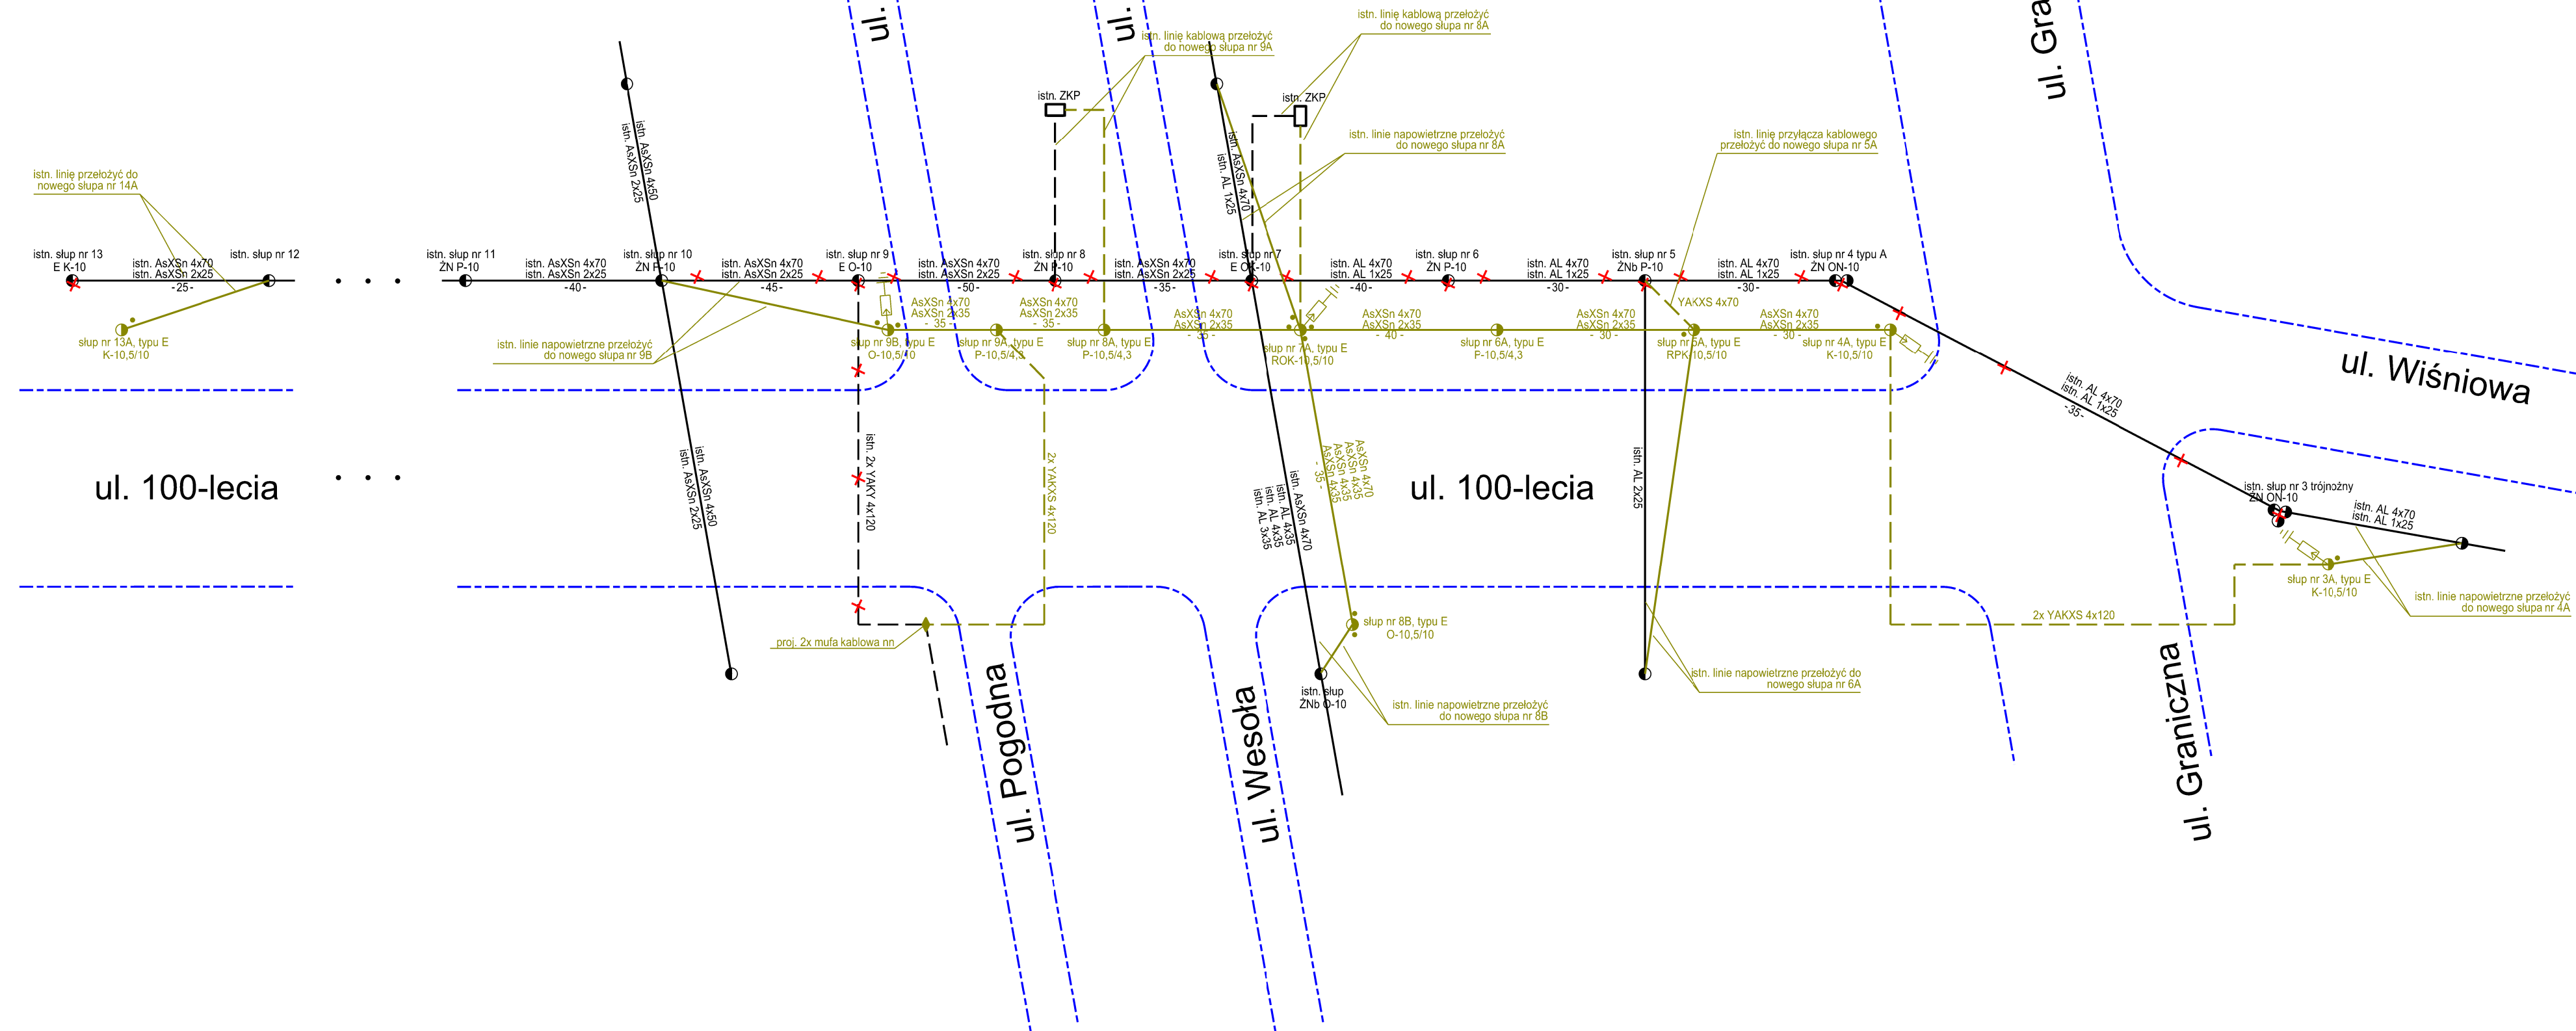 ul.
ul.
ul. Gra
istn. linię kablową przełożyć
do nowego słupa nr 8A
istn. linię kablową przełożyć
do nowego słupa nr 9A
istn. ZKP
istn. ZKP
istn. linie napowietrzne przełożyć
do nowego słupa nr 8A
istn. linię przyłącza kablowego
przełożyć do nowego słupa nr 5A
istn. AsXSn 4x50
istn. AsXSn 2x25
istn. AsXSn 4x70
istn. AL 1x25
istn. linię przełożyć do
nowego słupa nr 14A
istn. słup nr 13
E K-10
istn. AsXSn 4x70
istn. AsXSn 2x25
-25-
istn. słup nr 12
istn. słup nr 11
ŻN P-10
istn. AsXSn 4x70
istn. AsXSn 2x25
-40-
istn. słup nr 10
ŻN P-10
istn. AsXSn 4x70
istn. AsXSn 2x25
-45-
istn. słup nr 9
E O-10
istn. AsXSn 4x70
istn. AsXSn 2x25
-50-
istn. słup nr 8
ŻN P-10
istn. AsXSn 4x70
istn. AsXSn 2x25
-35-
istn. słup nr 7
E OK-10
istn. AL 4x70
istn. AL 1x25
-40-
istn. słup nr 6
ŻN P-10
istn. AL 4x70
istn. AL 1x25
-30-
istn. słup nr 5
ŻNb P-10
istn. AL 4x70
istn. AL 1x25
-30-
istn. słup nr 4 typu A
ŻN ON-10
YAKXS 4x70
AsXSn 4x70
AsXSn 2x35
- 35 -
AsXSn 4x70
AsXSn 2x35
- 35 -
AsXSn 4x70
AsXSn 2x35
- 35 -
AsXSn 4x70
AsXSn 2x35
- 40 -
AsXSn 4x70
AsXSn 2x35
- 30 -
AsXSn 4x70
AsXSn 2x35
- 30 -
słup nr 13A, typu E
K-10,5/10
istn. linie napowietrzne przełożyć
do nowego słupa nr 9B
słup nr 9B, typu E
O-10,5/10
słup nr 9A, typu E
P-10,5/4,3
słup nr 8A, typu E
P-10,5/4,3
słup nr 7A, typu E
ROK-10,5/10
słup nr 6A, typu E
P-10,5/4,3
słup nr 5A, typu E
RPK-10,5/10
słup nr 4A, typu E
K-10,5/10
ul. Wiśniowa
istn. AL 4x70
istn. AL 1x25
-35-
ul. 100-lecia
istn. AsXSn 4x50
istn. AsXSn 2x25
istn. 2x YAKY 4x120
2x YAKXS 4x120
AsXSn 4x70
AsXSn 4x35
AsXSn 4x35
AsXSn 4x35
- 35 -
istn. AsXSn 4x70
istn. AL 4x35
istn. AL 4x35
istn. AL 3x35
ul. 100-lecia
istn. AL 2x25
istn. słup nr 3 trójnożny
ŻN ON-10
istn. AL 4x70
istn. AL 1x25
słup nr 3A, typu E
K-10,5/10
istn. linie napowietrzne przełożyć
do nowego słupa nr 4A
2x YAKXS 4x120
słup nr 8B, typu E
O-10,5/10
proj. 2x mufa kablowa nn
istn. słup
ŻNb O-10
istn. linie napowietrzne przełożyć do
nowego słupa nr 6A
istn. linie napowietrzne przełożyć
do nowego słupa nr 8B
ul. Pogodna
ul. Wesoła
ul. Graniczna